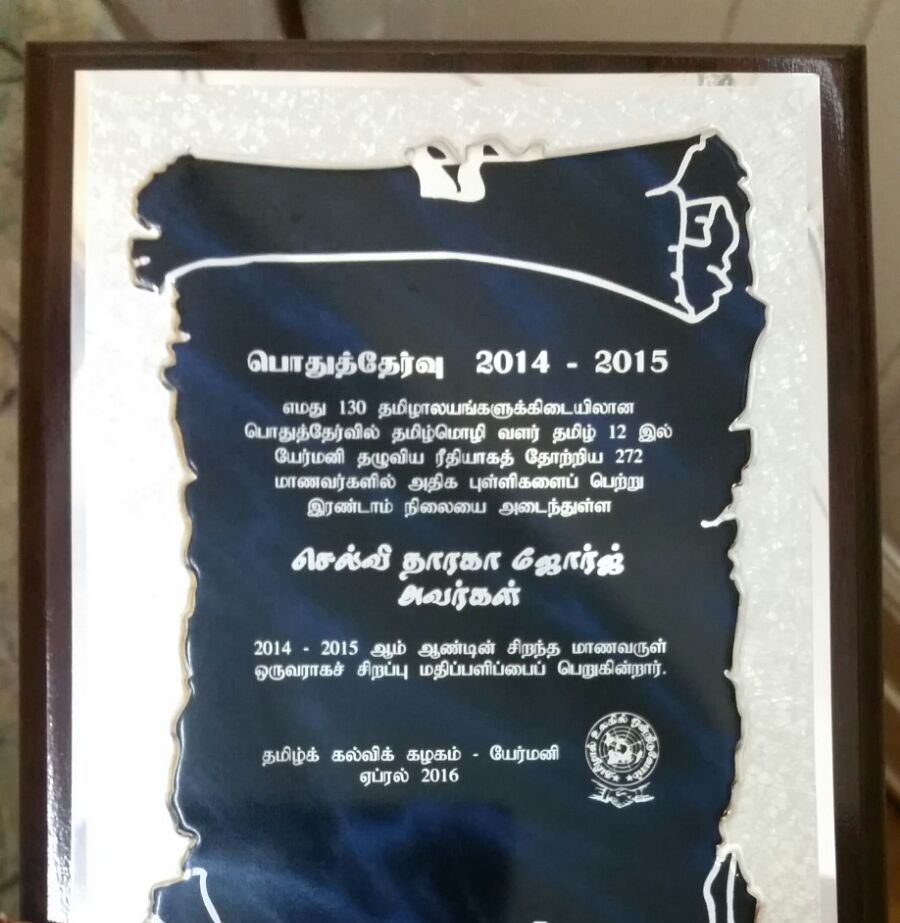 பொதுத்தேர்வு 2014 - 2015
எமது 130 தமிழாலயங்களுக்கிடையிலான
பொதுத்தேர்வில் தமிழ்மொழி வளர் தமிழ் 12 இல்
யேர்மனி தழுவிய ரீதியாகத் தோற்றிய 272
மாணவர்களில் அதிக புள்ளிகளைப் பெற்று
இரண்டாம் நிலையை அடைந்துள்ள
செல்வி தாரகா ஜோர்ஜ்
அவர்கள்
2014 - 2015 ஆம் ஆண்டின் சிறந்த மாணவருள்
ஒருவராகச் சிறப்பு மதிப்பளிப்பைப் பெறுகின்றார்.
தமிழ்க் கல்விக் கழகம் - யேர்மனி
ஏப்ரல் 2016